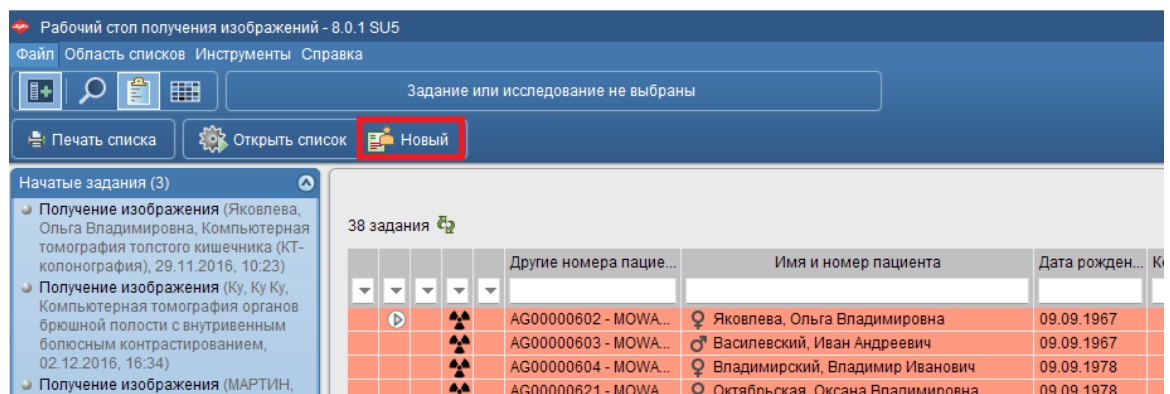 Рабочий стол получения изображений - 8.0.1 SU5
Файл Область списков Инструменты Справка
Задание или исследование не выбраны
Печать списка Открыть список Новый
Начатые задания (3)
Получение изображения (Яковлева,
Ольга Владимировна, Компьютерная
томография толстого кишечника (КТ-
колонография), 29.11.2016, 10:23)
Получение изображения (Ку, Ку Ку,
Компьютерная томография органов
брюшной полости с внутривенным
болюсным контрастированием,
02.12.2016, 16:34)
Получение изображения (МАРТИН,
38 задания
Другие номера пацие... Имя и номер пациента Дата рожден...
AG00000602 - MOWA... Яковлева, Ольга Владимировна 09.09.1967
AG00000603 - MOWA... Василевский, Иван Андреевич 09.09.1967
AG00000604 - MOWA... Владимирский, Владимир Иванович 09.09.1978
AG00000621 - MOWA... Октябрьская, Оксана Владимировна 09.09.1978